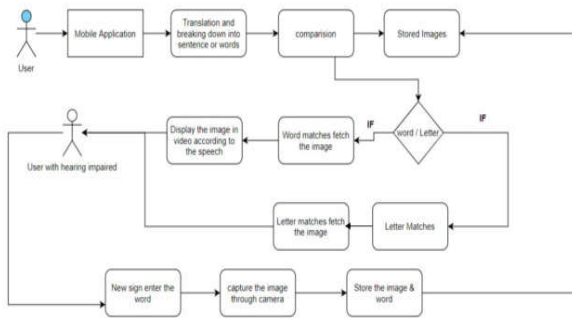 User
Mobile Application
Translation and
breaking down into
sentence or words
comparision
Stored Images
word / Letter
IF
IF
Word matches fetch
the image
Display the image in
video according to
the speech
User with hearing impaired
Letter Matches
Letter matches fetch
the image
New sign enter the
word
capture the image
through camera
Store the image &
word